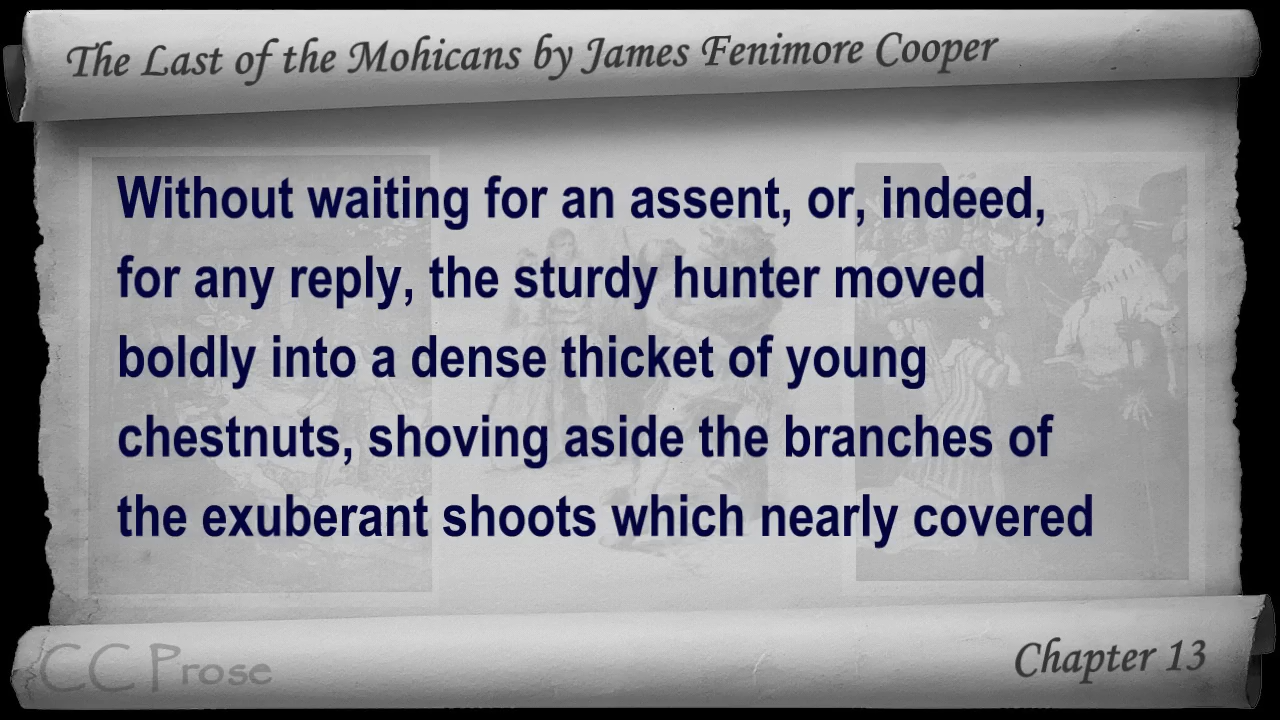 The Last of the Mohicans by James Fenimore Cooper
Without waiting for an assent, or, indeed,
for any reply, the sturdy hunter moved
boldly into a dense thicket of young
chestnuts, shoving aside the branches of
the exuberant shoots which nearly covered
CC Prose
Chapter 13